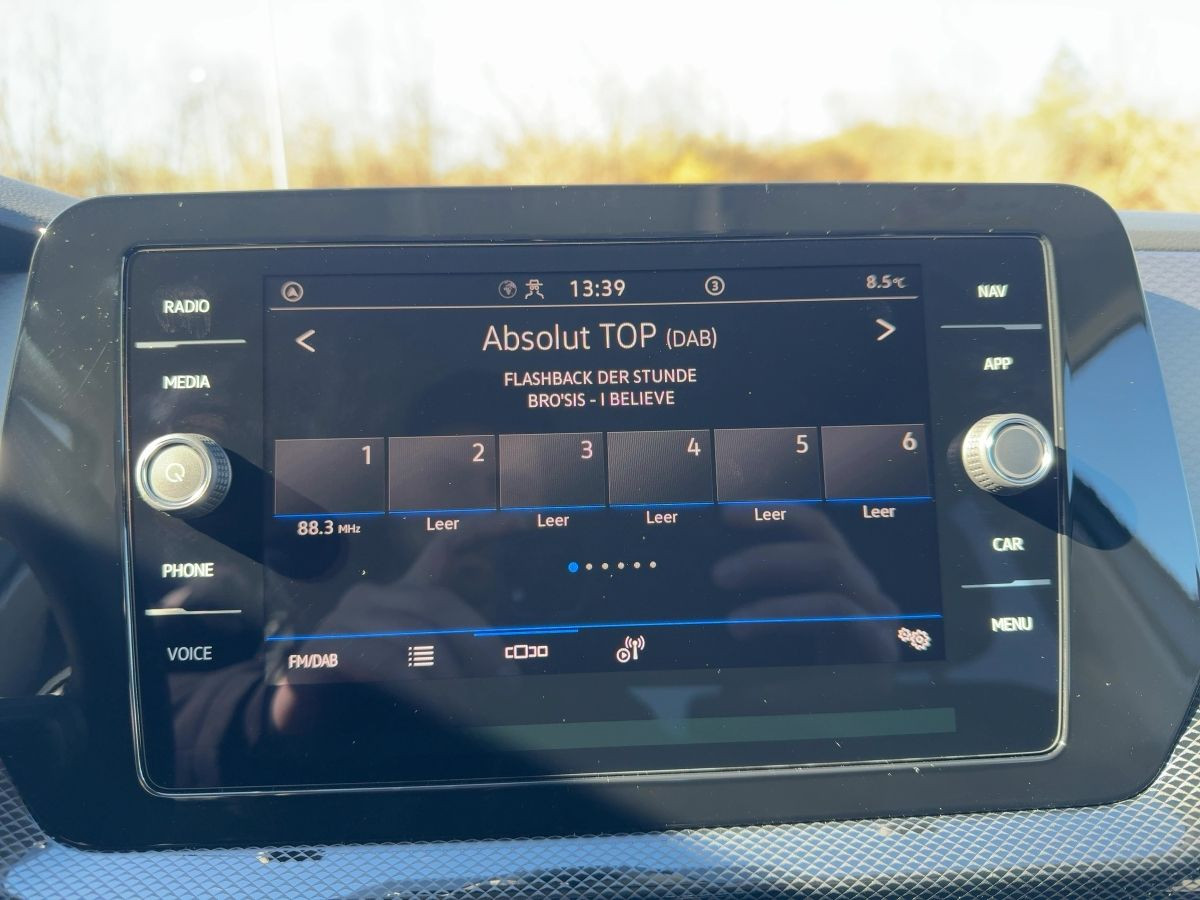 13:39
3
8.5°C
RADIO
NAV
Absolut TOP (DAB)
MEDIA
APP
FLASHBACK DER STUNDE
BRO'SIS - I BELIEVE
1 2 3 4 5 6
88.3 MHz Leer Leer Leer Leer Leer
PHONE
CAR
VOICE
MENU
FM/DAB